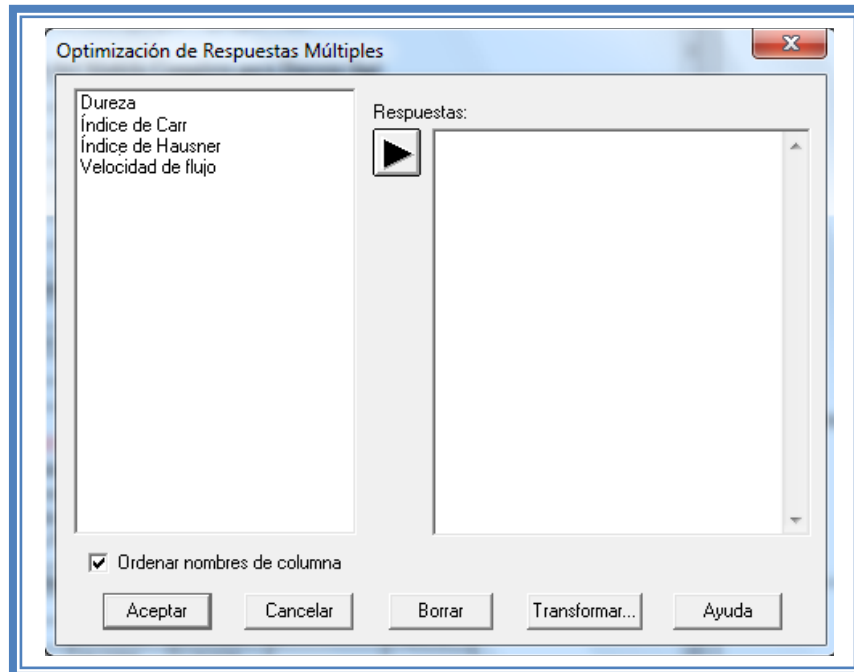 Optimización de Respuestas Múltiples
Dureza
Índice de Carr
Índice de Hausner
Velocidad de flujo
Respuestas:
Ordenar nombres de columna
Aceptar
Cancelar
Borrar
Transformar...
Ayuda